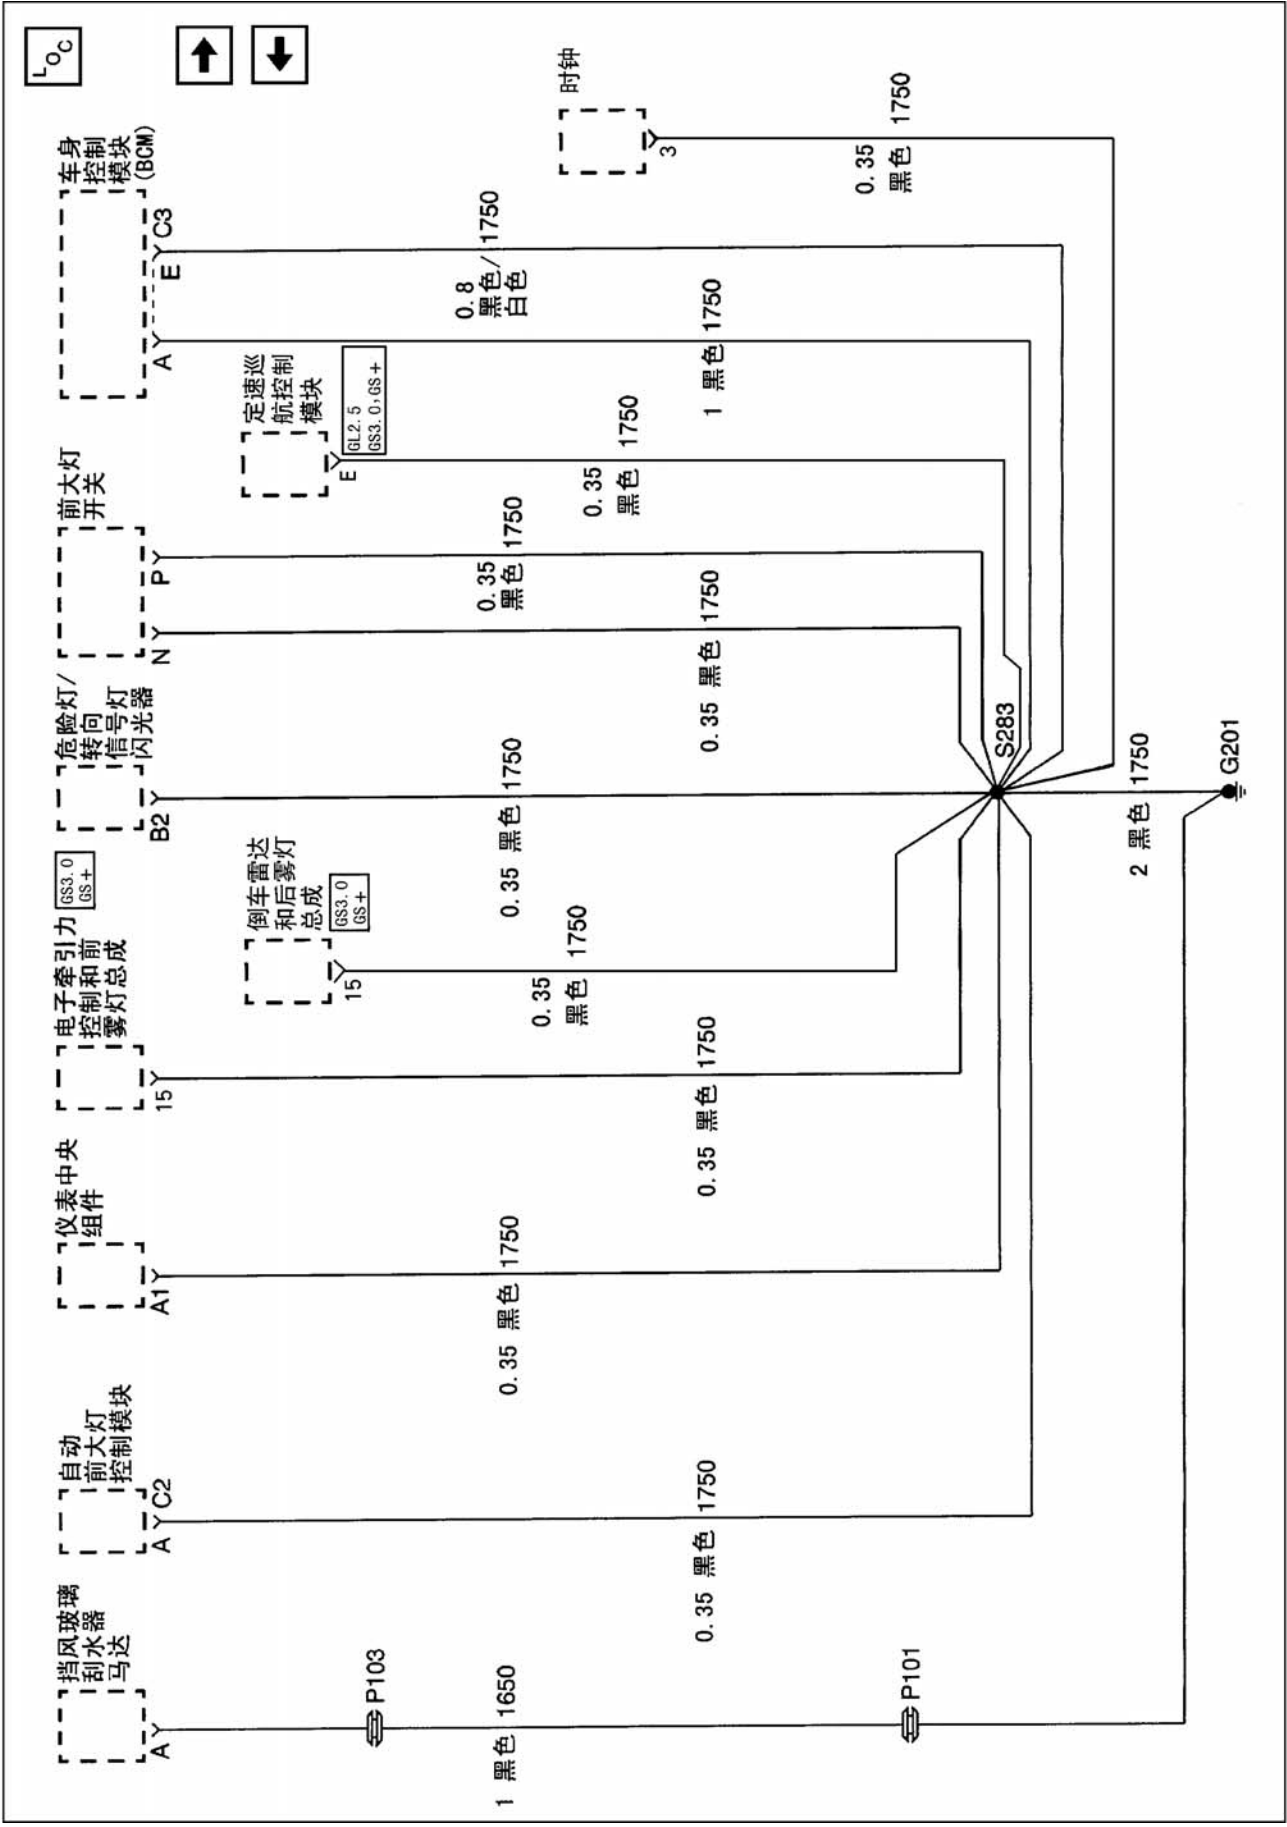 LOC
挡风玻璃
刮水器
马达
A
P103
1 黑色 1650
P101
自动
前大灯
控制模块
A C2
0.35 黑色 1750
仪表中央
组件
A1
0.35 黑色 1750
电子牵引力
控制和前
雾灯总成
GS3.0
GS+
15
0.35 黑色 1750
倒车雷达
和后雾灯
总成
GS3.0
GS+
15
0.35
黑色 1750
危险灯/
转向
信号灯
闪光器
B2
0.35 黑色 1750
前大灯
开关
N P
0.35 黑色 1750
0.35
黑色 1750
定速巡
航控制
模块
GL2.5
GS3.0,GS+
E
0.35
黑色 1750
车身
控制
模块
(BCM)
A E C3
1 黑色 1750
0.8
黑色/ 1750
白色
时钟
3
0.35
黑色 1750
S283
2 黑色 1750
G201